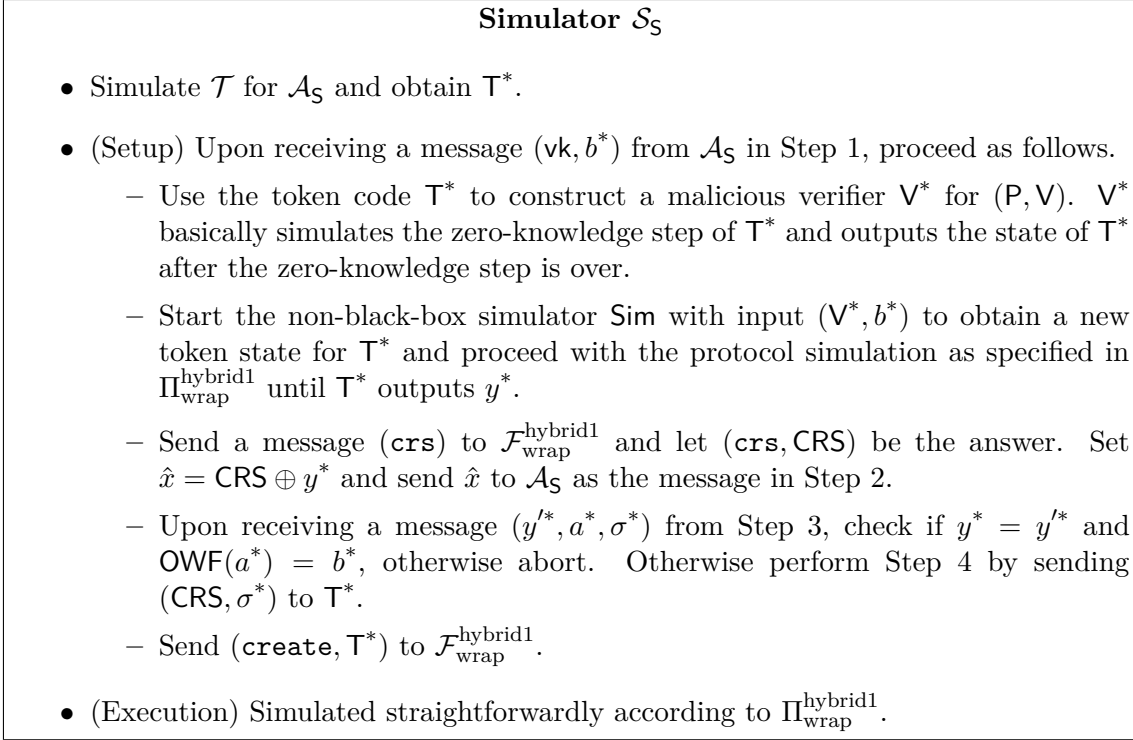 Simulator 𝒮_S
• Simulate 𝒯 for 𝒜_S and obtain T*.
• (Setup) Upon receiving a message (vk, b*) from 𝒜_S in Step 1, proceed as follows.
– Use the token code T* to construct a malicious verifier V* for (P, V). V*
basically simulates the zero-knowledge step of T* and outputs the state of T*
after the zero-knowledge step is over.
– Start the non-black-box simulator Sim with input (V*, b*) to obtain a new
token state for T* and proceed with the protocol simulation as specified in
Π_wrap^hybrid1 until T* outputs y*.
– Send a message (crs) to ℱ_wrap^hybrid1 and let (crs, CRS) be the answer. Set
x̂ = CRS ⊕ y* and send x̂ to 𝒜_S as the message in Step 2.
– Upon receiving a message (y′*, a*, σ*) from Step 3, check if y* = y′* and
OWF(a*) = b*, otherwise abort. Otherwise perform Step 4 by sending
(CRS, σ*) to T*.
– Send (create, T*) to ℱ_wrap^hybrid1.
• (Execution) Simulated straightforwardly according to Π_wrap^hybrid1.